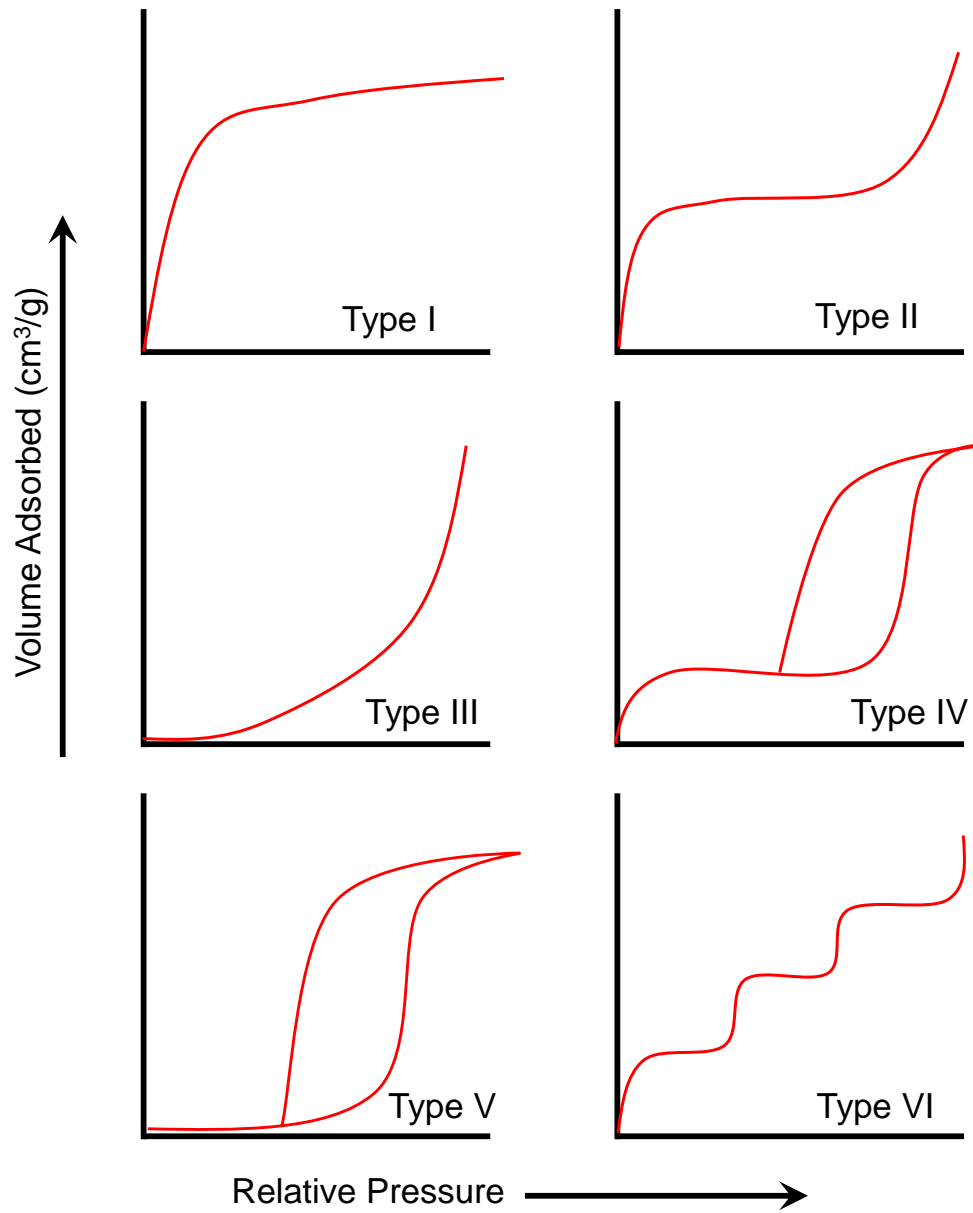 Type I
Type II
Volume Adsorbed (cm³/g)
Type III
Type IV
Type V
Type VI
Relative Pressure